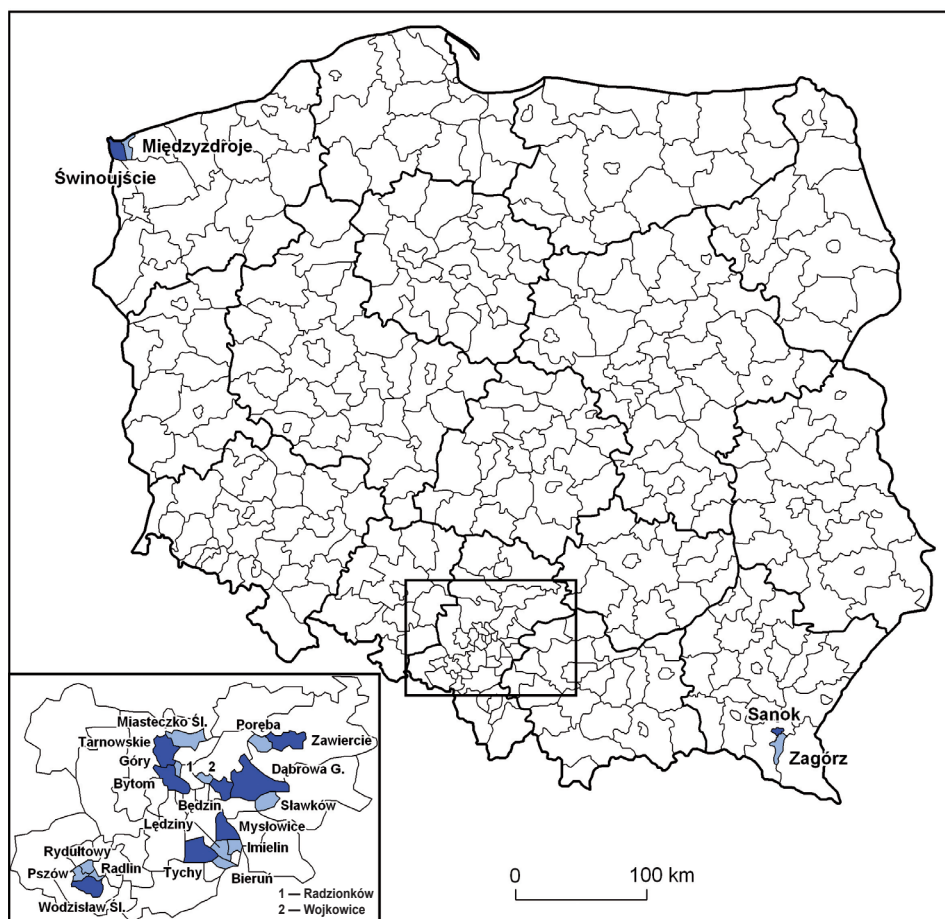 Międzyzdroje
Świnoujście
Sanok
Zagórz
Miasteczko Śl.
Poręba
Tarnowskie
Góry
Zawiercie
1
2
Dąbrowa G.
Bytom
Będzin
Sławków
Lędziny
Mysłowice
Rydułtowy
Imielin
Pszów
Radlin
Tychy
Bieruń
Wodzisław Śl.
1 — Radzionków
2 — Wojkowice
0 100 km